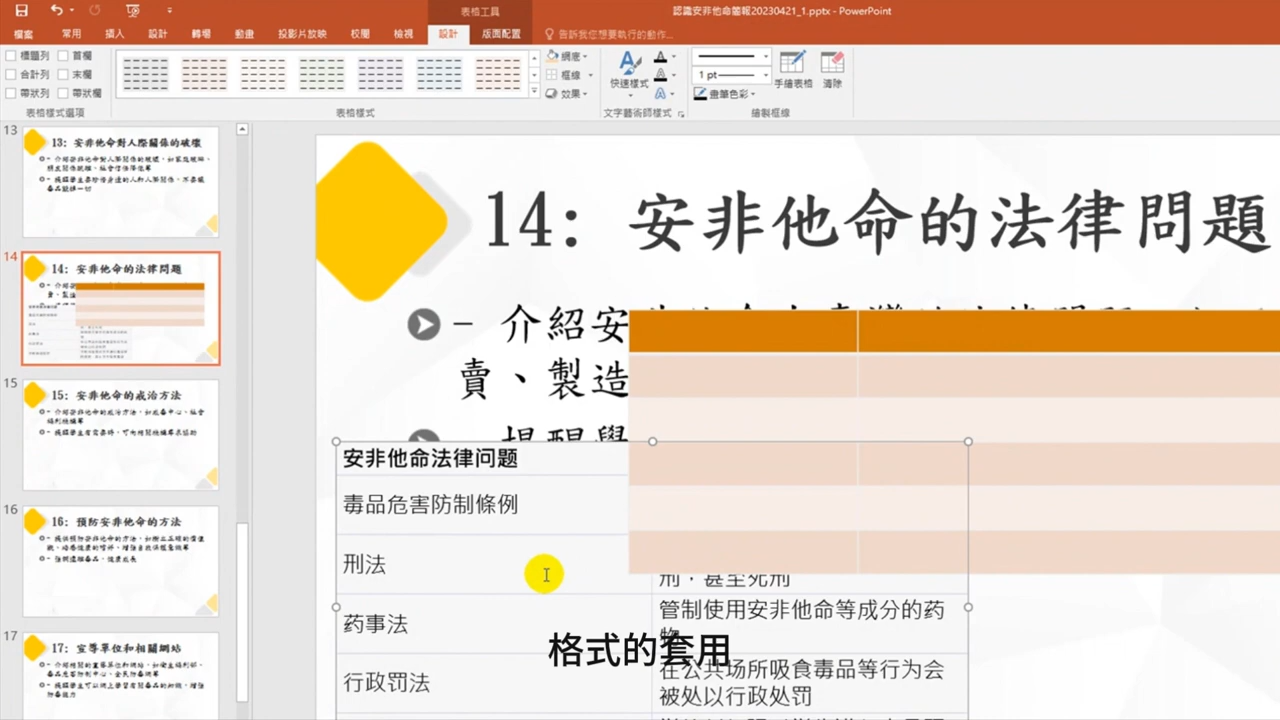 表格工具
認識安非他命簡報20230421_1.pptx - PowerPoint
檔案 常用 插入 設計 轉場 動畫 投影片放映 校閱 檢視 設計 版面配置 告訴我您想要執行的動作...
標題列 首欄
合計列 末欄
帶狀列 帶狀欄
網底
框線
效果
快速樣式
1 pt
畫筆色彩
手繪表格 清除
表格樣式選項 表格樣式 文字藝術師樣式 繪製框線
13
13: 安非他命對人際關係的破壞
14
14: 安非他命的法律問題
15
15: 安非他命的戒治方法
16
16: 預防安非他命的方法
17
17: 宣導單位和相關網站
14: 安非他命的法律問題
– 介紹安
賣、製造
安非他命法律问题
毒品危害防制條例
刑法
刑，甚至死刑
药事法
管制使用安非他命等成分的药
物
行政罚法
在公共场所吸食毒品等行为会
被处以行政处罚
格式的套用